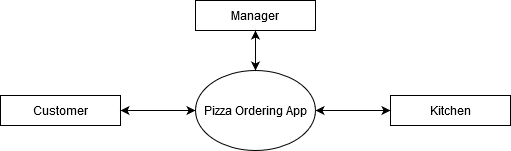 Manager
Customer
Pizza Ordering App
Kitchen